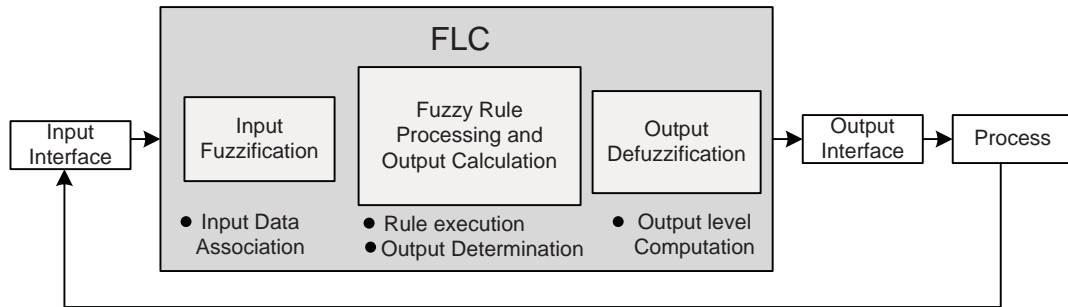 FLC
Input
Interface
Input
Fuzzification
Fuzzy Rule
Processing and
Output Calculation
Output
Defuzzification
Output
Interface
Process
● Input Data
Association
● Rule execution
● Output Determination
● Output level
Computation